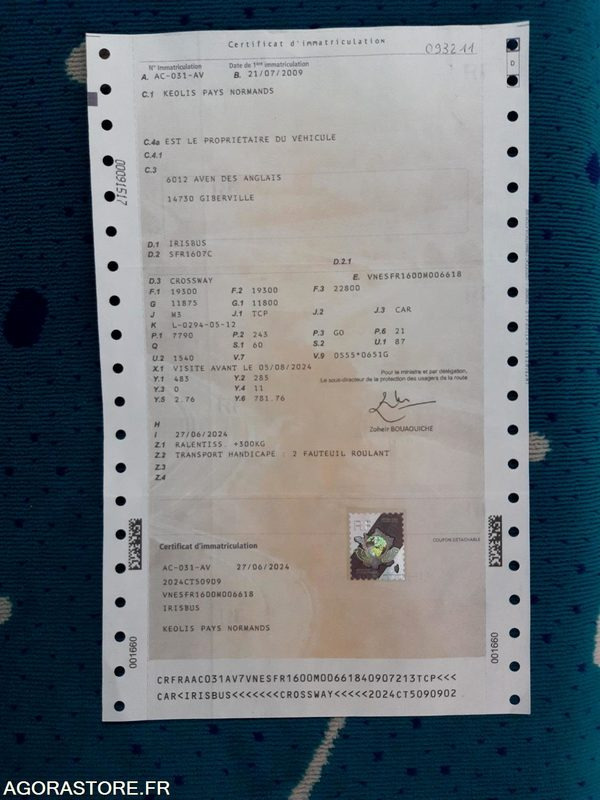 Certificat d'immatriculation
093211
N° Immatriculation Date de 1ère immatriculation
A. AC-031-AV B. 21/07/2009
D
C.1 KEOLIS PAYS NORMANDS
C.4a EST LE PROPRIÉTAIRE DU VÉHICULE
C.4.1
C.3
6012 AVEN DES ANGLAIS
14730 GIBERVILLE
00091517
D.1 IRISBUS
D.2 SFR1607C
D.2.1
D.3 CROSSWAY E. VNESFR1600M006618
F.1 19300 F.2 19300 F.3 22800
G 11875 G.1 11800
J M3 J.1 TCP J.2 J.3 CAR
K L-0294-05-12
P.1 7790 P.2 243 P.3 GO P.6 21
Q S.1 60 S.2 U.1 87
U.2 1540 V.7 V.9 0555*0651G
X.1 VISITE AVANT LE 05/08/2024
Y.1 483 Y.2 285
Y.3 0 Y.4 11
Y.5 2.76 Y.6 781.76
Pour le ministre et par délégation,
Le sous-directeur de la protection des usagers de la route
Zoheir BOUAOUICHE
H
I 27/06/2024
Z.1 RALENTISS. +300KG
Z.2 TRANSPORT HANDICAPE : 2 FAUTEUIL ROULANT
Z.3
Z.4
Certificat d'immatriculation
COUPON DÉTACHABLE
RF
AC-031-AV 27/06/2024
2024CT50909
VNESFR1600M006618
IRISBUS
KEOLIS PAYS NORMANDS
001660
001660
CRFRAAC031AV7VNESFR1600M00661840907213TCP<<
CAR<IRISBUS<<<<<<<CROSSWAY<<<<<2024CT5090902
AGORASTORE.FR